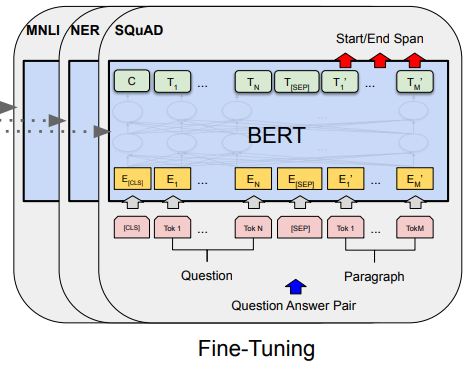 MNLI NER SQuAD
Start/End Span
C T1 ... TN T[SEP] T1’ ... TM’
BERT
E[CLS] E1 ... EN E[SEP] E1’ ... EM’
[CLS] Tok 1 ... Tok N [SEP] Tok 1 ... TokM
Question Paragraph
Question Answer Pair
Fine-Tuning